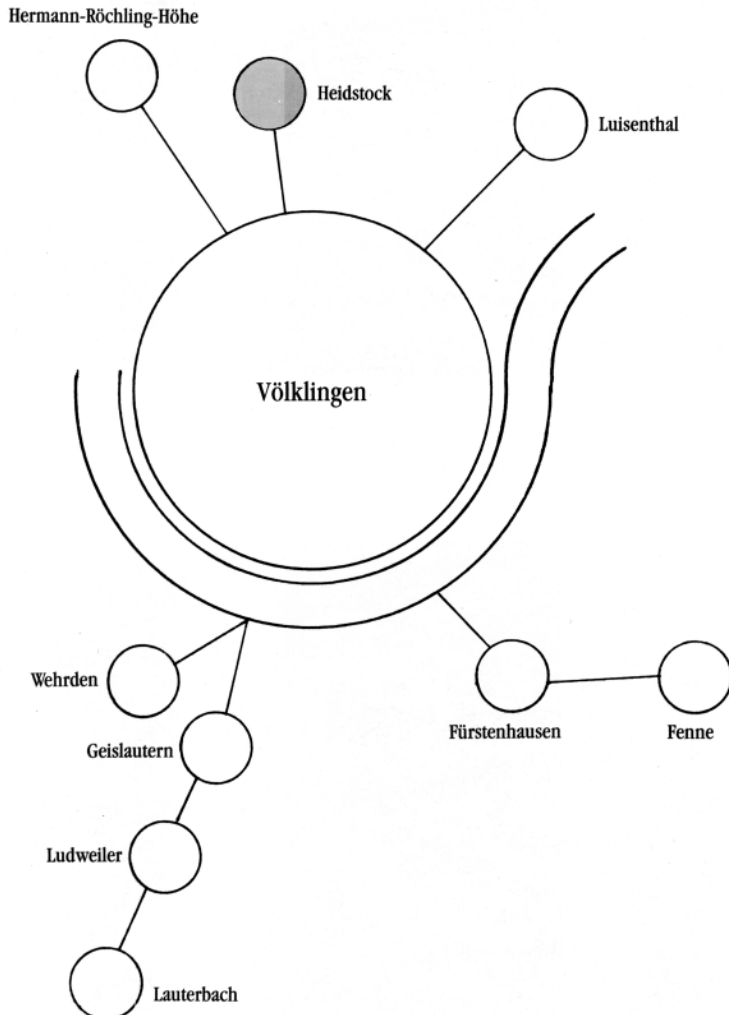 Hermann-Röchling-Höhe
Heidstock
Luisenthal
Völklingen
Wehrden
Geislautern
Fürstenhausen
Fenne
Ludweiler
Lauterbach